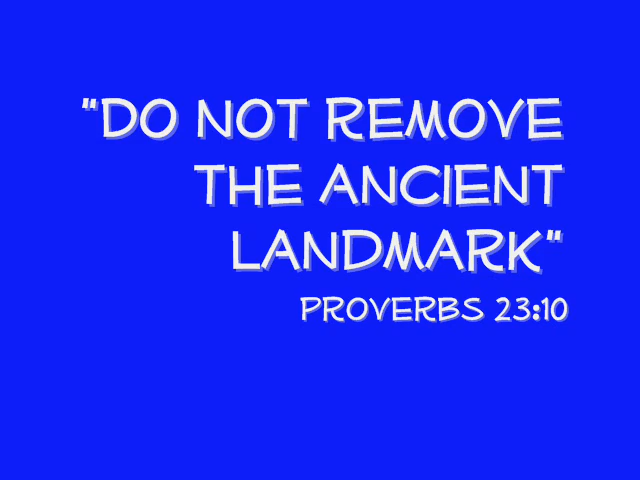 "DO NOT REMOVE
THE ANCIENT
LANDMARK"
PROVERBS 23:10